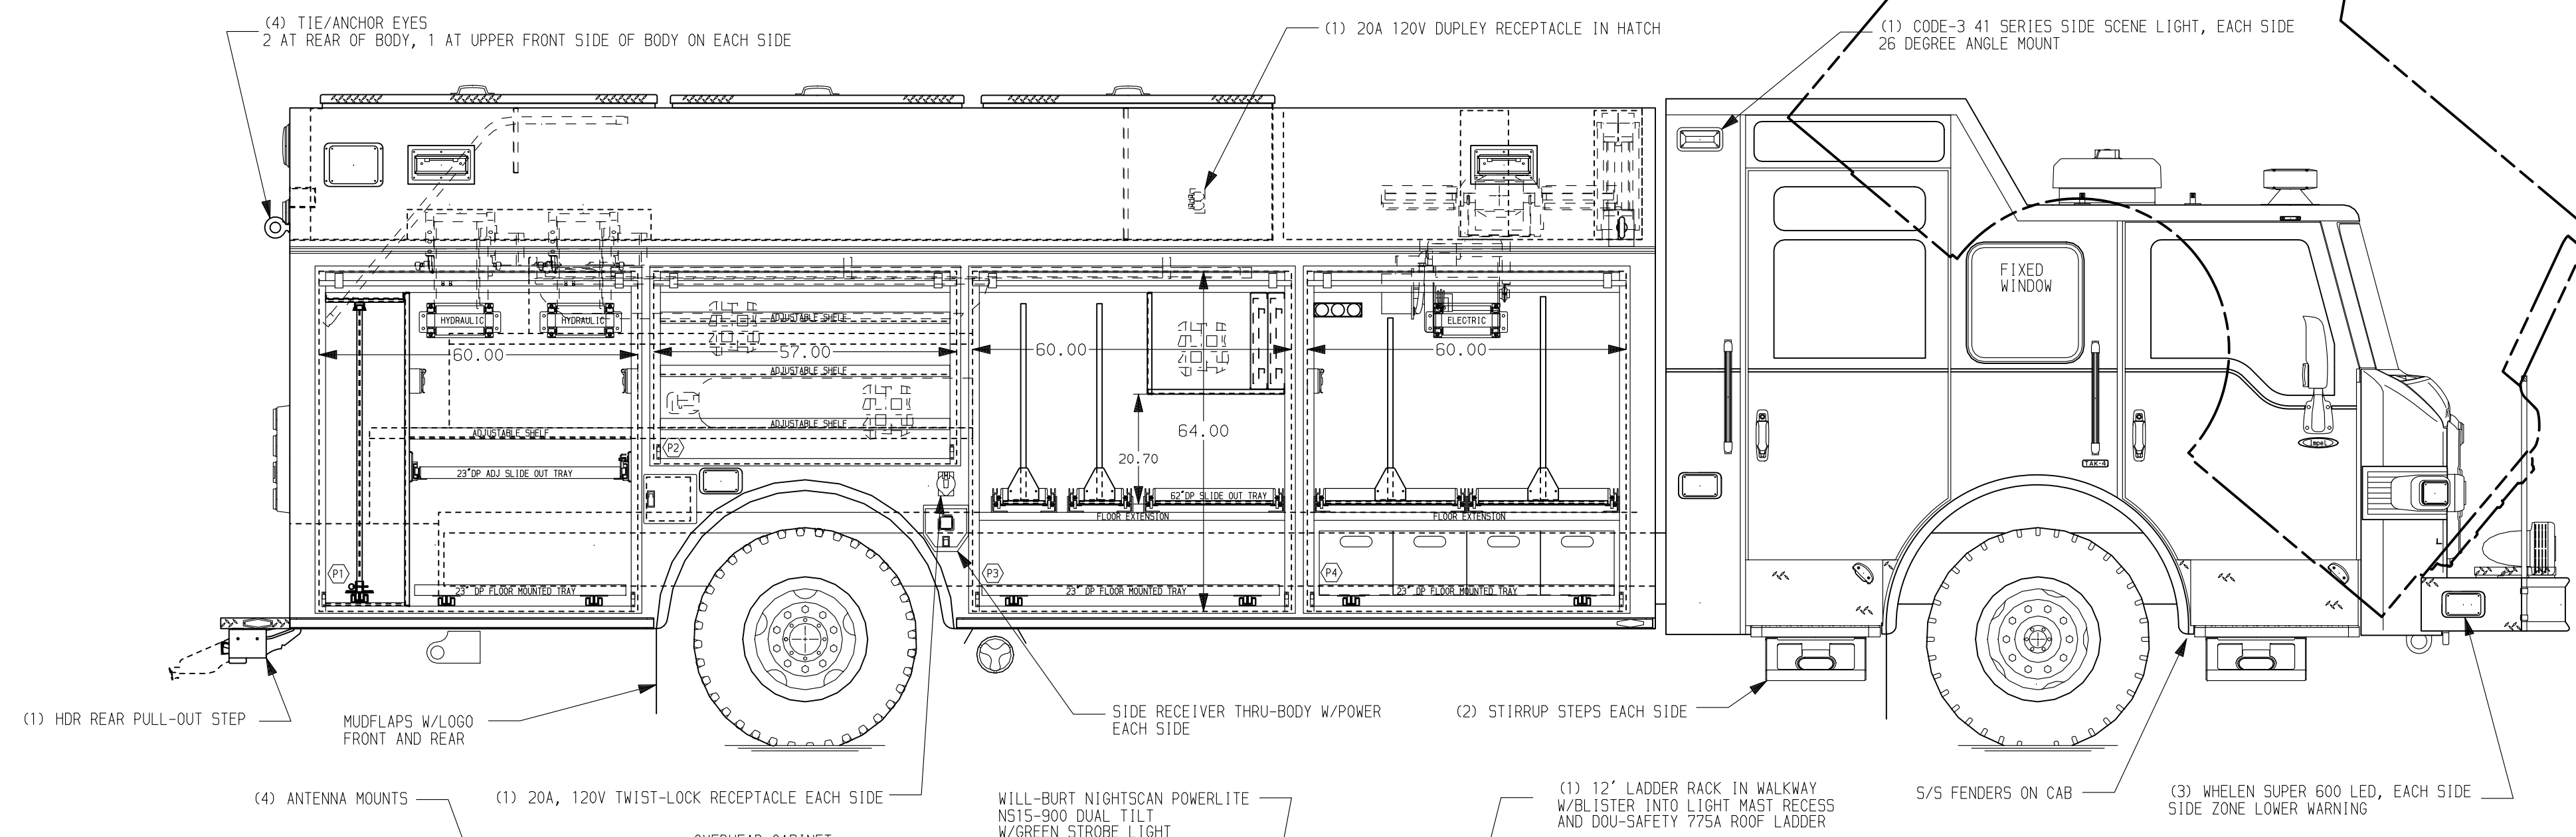 (4) TIE/ANCHOR EYES
2 AT REAR OF BODY, 1 AT UPPER FRONT SIDE OF BODY ON EACH SIDE
(1) 20A 120V DUPLEY RECEPTACLE IN HATCH
(1) CODE-3 41 SERIES SIDE SCENE LIGHT, EACH SIDE
26 DEGREE ANGLE MOUNT
FIXED
WINDOW
HYDRAULIC
HYDRAULIC
ELECTRIC
ADJUSTABLE SHELF
60.00
57.00
60.00
60.00
ADJUSTABLE SHELF
ADJUSTABLE SHELF
ADJUSTABLE SHELF
64.00
P2
20.70
Impel
TAK-4
23"DP ADJ SLIDE OUT TRAY
62"DP SLIDE OUT TRAY
FLOOR EXTENSION
FLOOR EXTENSION
P1
P3
P4
23" DP FLOOR MOUNTED TRAY
23" DP FLOOR MOUNTED TRAY
23" DP FLOOR MOUNTED TRAY
(1) HDR REAR PULL-OUT STEP
MUDFLAPS W/LOGO
FRONT AND REAR
SIDE RECEIVER THRU-BODY W/POWER
EACH SIDE
(2) STIRRUP STEPS EACH SIDE
(4) ANTENNA MOUNTS
(1) 20A, 120V TWIST-LOCK RECEPTACLE EACH SIDE
WILL-BURT NIGHTSCAN POWERLITE
NS15-900 DUAL TILT
W/GREEN STROBE LIGHT
(1) 12' LADDER RACK IN WALKWAY
W/BLISTER INTO LIGHT MAST RECESS
AND DOU-SAFETY 775A ROOF LADDER
S/S FENDERS ON CAB
(3) WHELEN SUPER 600 LED, EACH SIDE
SIDE ZONE LOWER WARNING
OVERHEAD CABINET